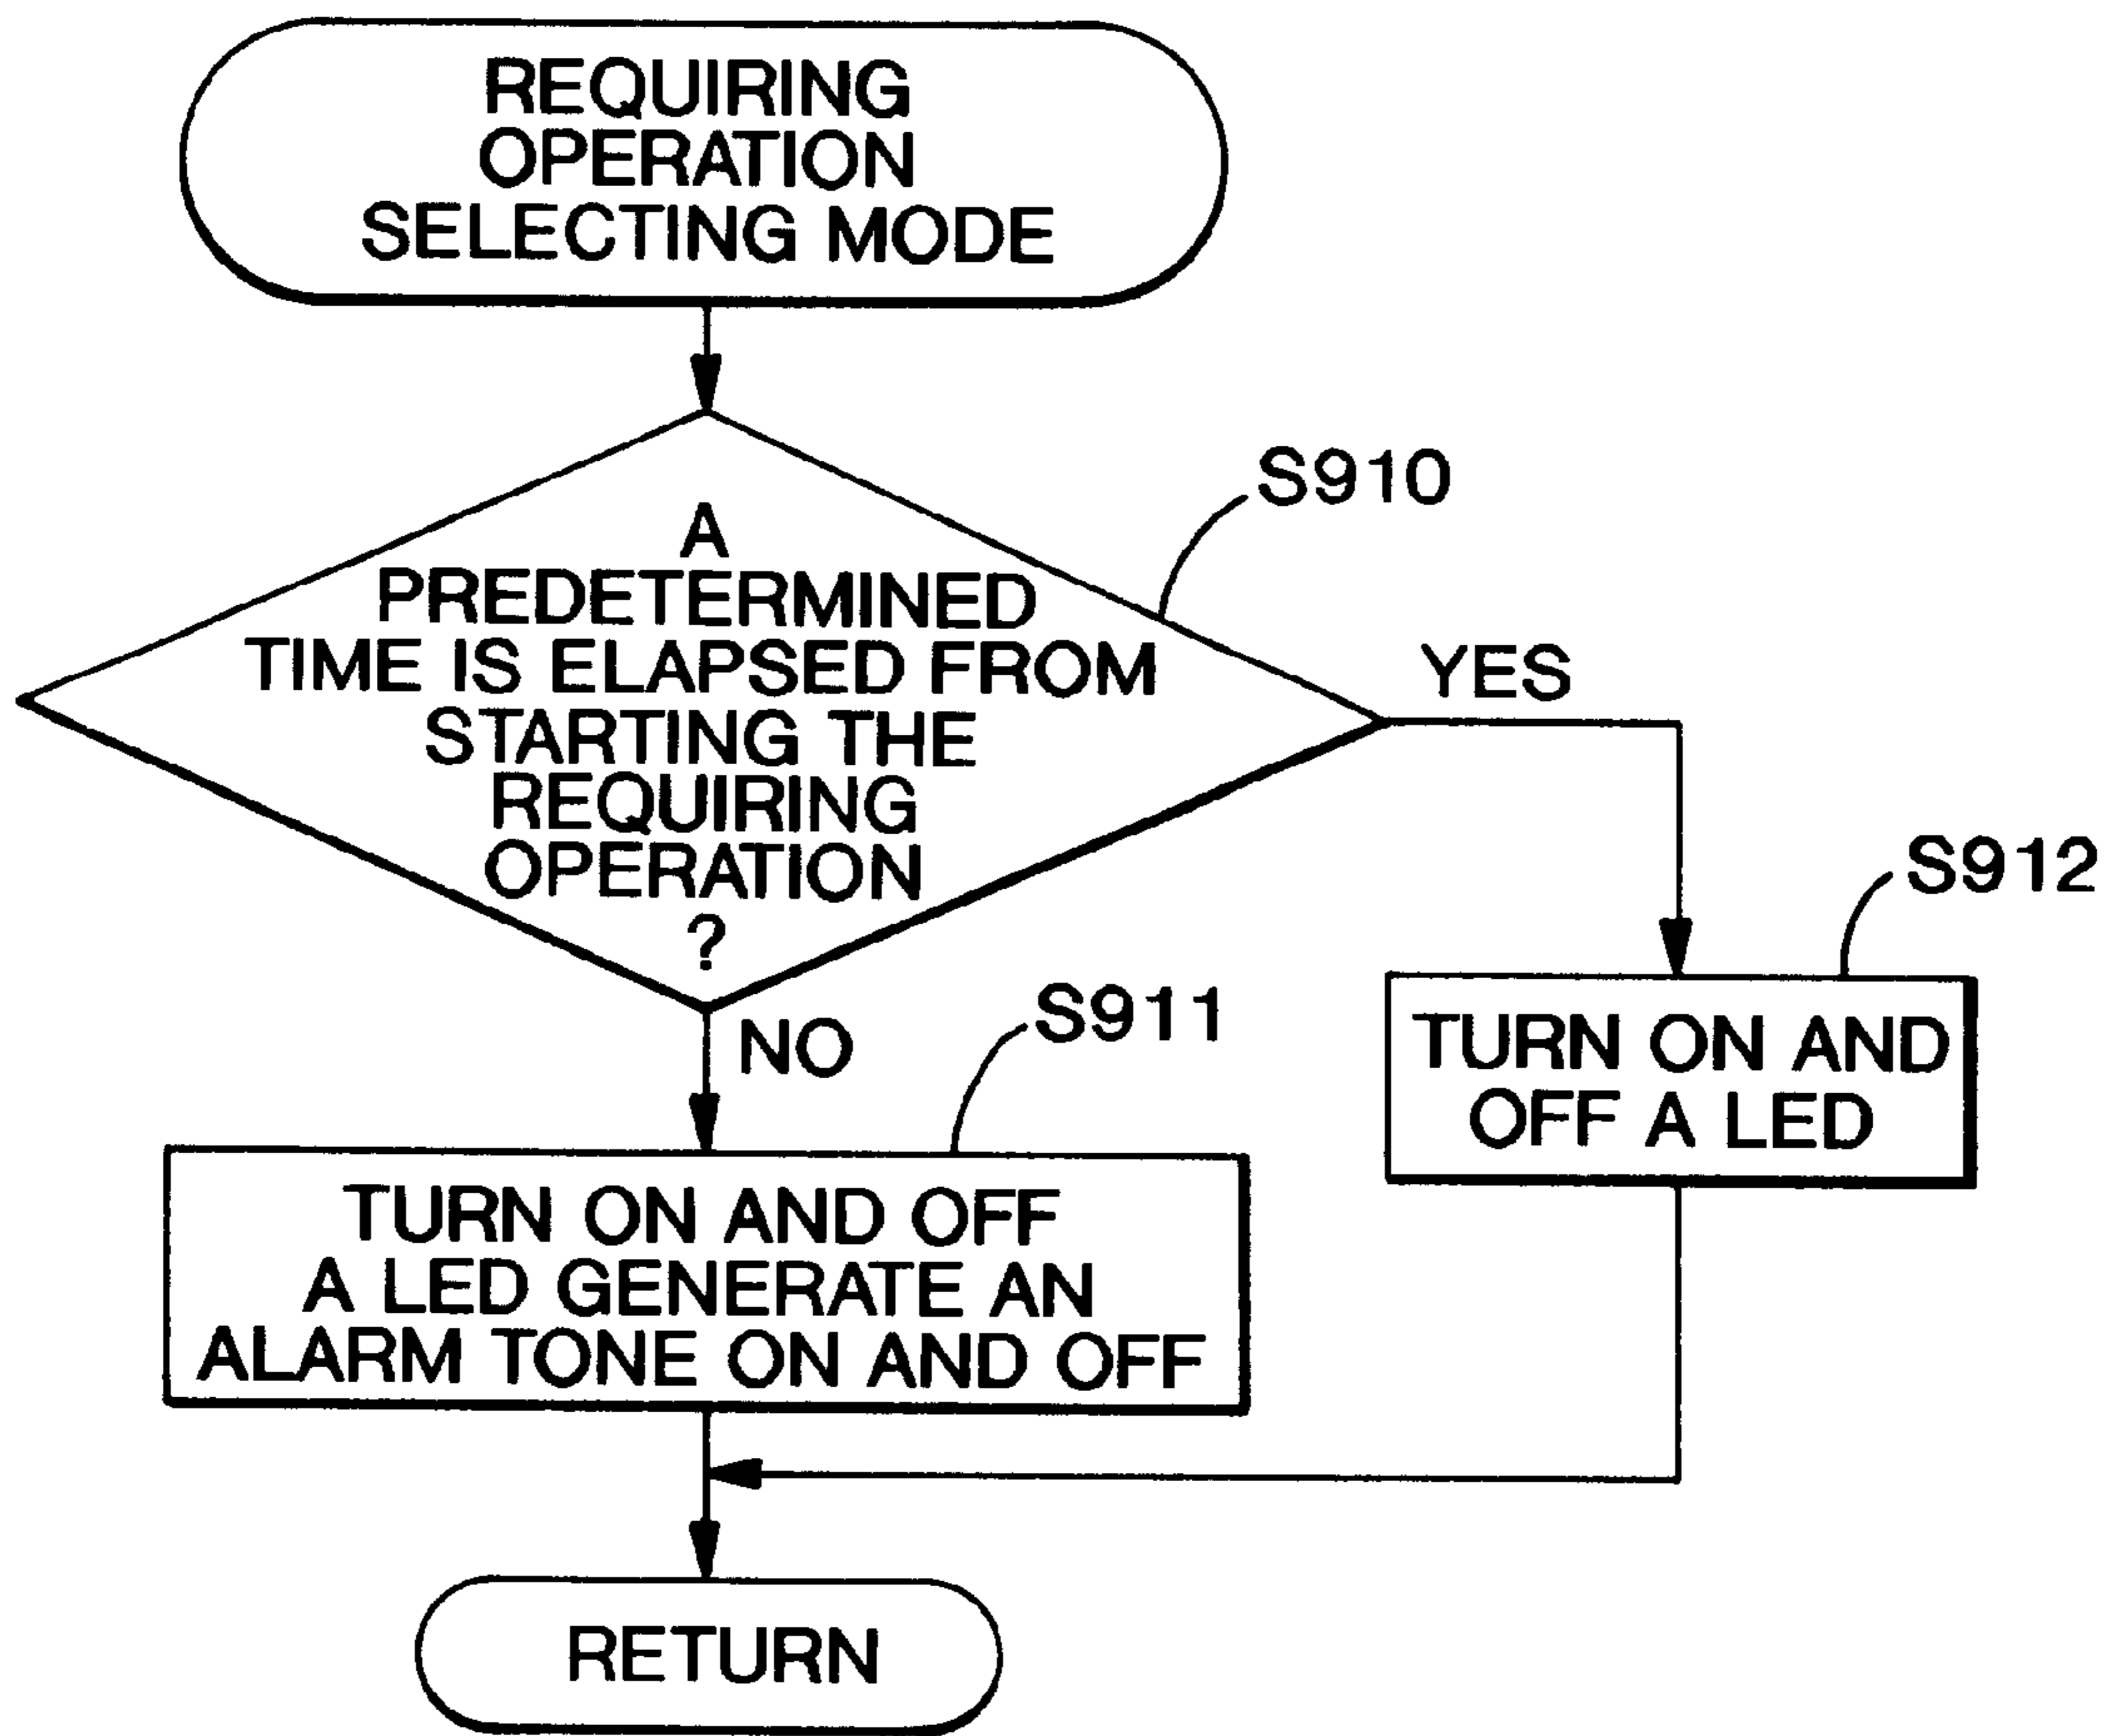 REQUIRING
OPERATION
SELECTING MODE
S910
A
PREDETERMINED
TIME IS ELAPSED FROM
STARTING THE
REQUIRING
OPERATION
?
YES
NO
S911
S912
TURN ON AND
OFF A LED
TURN ON AND OFF
A LED GENERATE AN
ALARM TONE ON AND OFF
RETURN